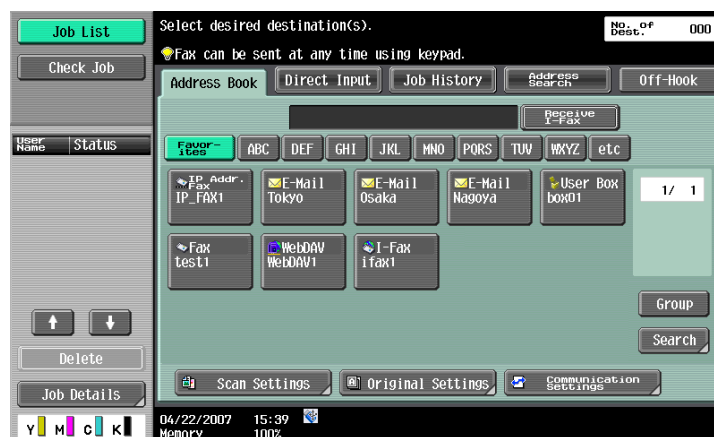 Job List
Check Job
User Name Status
Delete
Job Details
Y M C K
Select desired destination(s).
No. of Dest. 000
Fax can be sent at any time using keypad.
Address Book Direct Input Job History Address Search Off-Hook
Receive I-Fax
Favor-ites ABC DEF GHI JKL MNO PQRS TUV WXYZ etc
IP Addr. Fax IP_FAX1
E-Mail Tokyo
E-Mail Osaka
E-Mail Nagoya
User Box box01
1/ 1
Fax test1
WebDAV WebDAV1
I-Fax ifax1
Group
Search
Scan Settings Original Settings Communication Settings
04/22/2007 15:39
Memory 100%